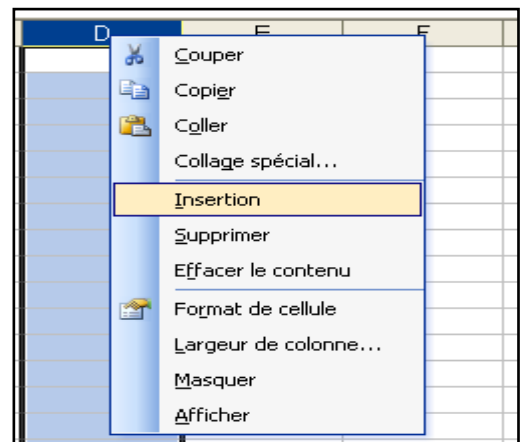 D E F
Couper
Copier
Coller
Collage spécial...
Insertion
Supprimer
Effacer le contenu
Format de cellule
Largeur de colonne...
Masquer
Afficher